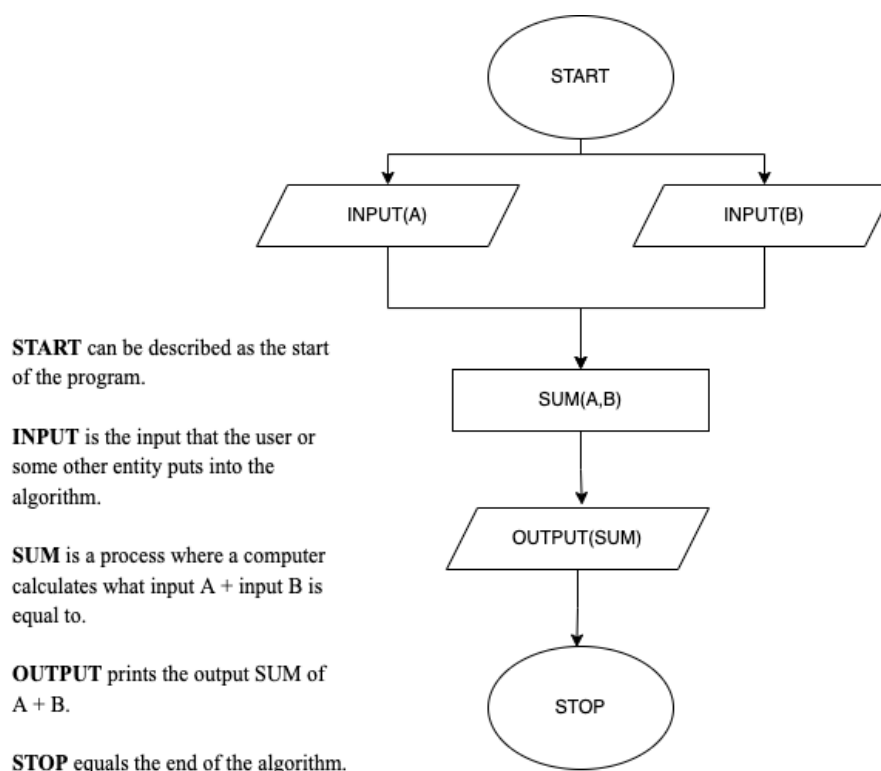 START
INPUT(A)
INPUT(B)
START can be described as the start
of the program.
INPUT is the input that the user or
some other entity puts into the
algorithm.
SUM is a process where a computer
calculates what input A + input B is
equal to.
OUTPUT prints the output SUM of
A + B.
STOP equals the end of the algorithm.
SUM(A,B)
OUTPUT(SUM)
STOP